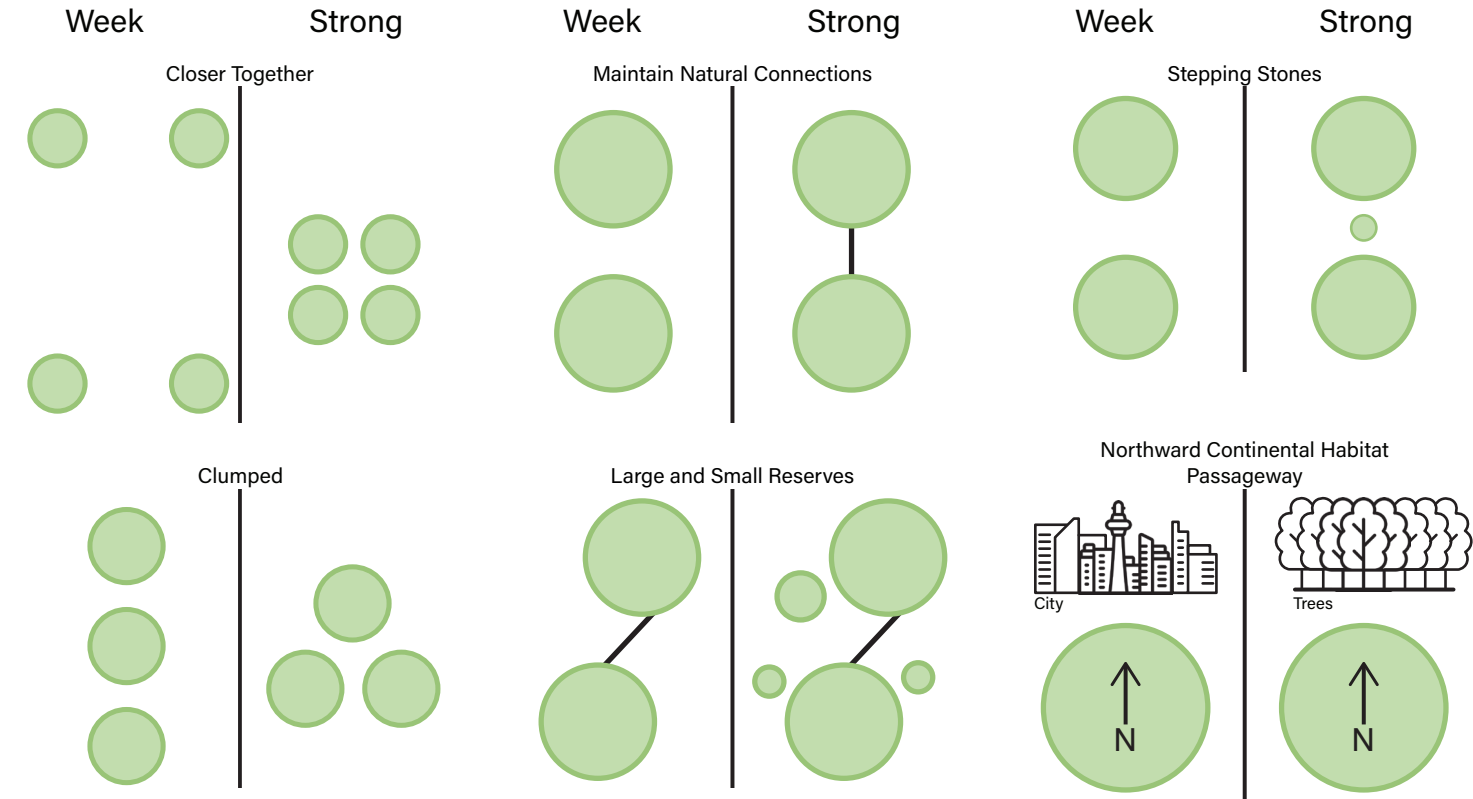 Week Strong Week Strong Week Strong
Closer Together
Maintain Natural Connections
Stepping Stones
Clumped
Large and Small Reserves
Northward Continental Habitat
Passageway
City
Trees
N
N